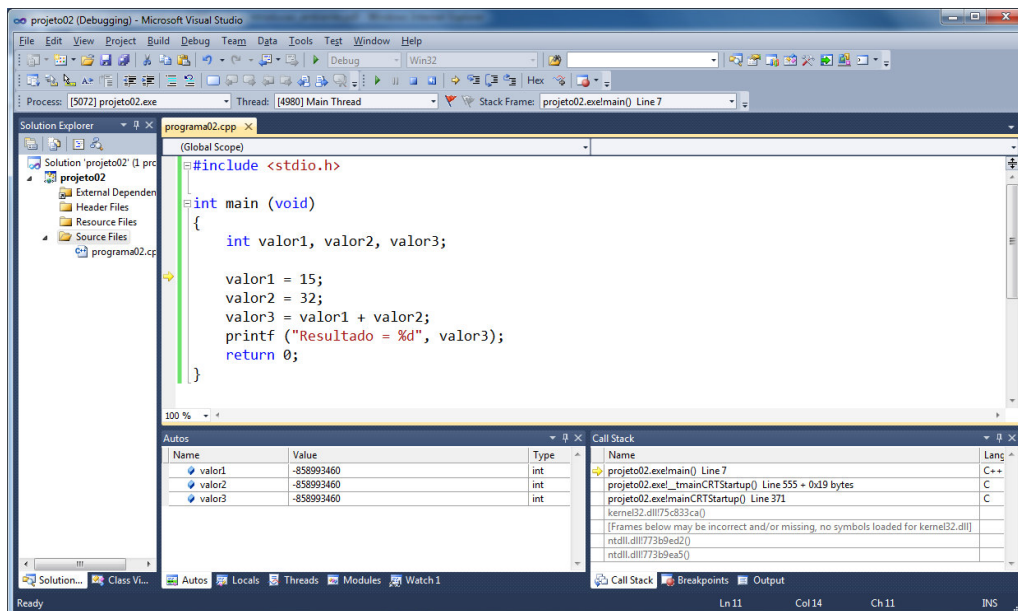 projeto02 (Debugging) - Microsoft Visual Studio
File Edit View Project Build Debug Team Data Tools Test Window Help
Debug Win32
Hex
Process: [5072] projeto02.exe Thread: [4980] Main Thread Stack Frame: projeto02.exe!main() Line 7
Solution Explorer
programa02.cpp
(Global Scope)
Solution 'projeto02' (1 proj
projeto02
External Dependen
Header Files
Resource Files
Source Files
programa02.cp
#include <stdio.h>
int main (void)
{
int valor1, valor2, valor3;
valor1 = 15;
valor2 = 32;
valor3 = valor1 + valor2;
printf ("Resultado = %d", valor3);
return 0;
}
100 %
Autos
Name Value Type
valor1 -858993460 int
valor2 -858993460 int
valor3 -858993460 int
Call Stack
Name Lang
projeto02.exe!main() Line 7 C++
projeto02.exe!__tmainCRTStartup() Line 555 + 0x19 bytes C
projeto02.exe!mainCRTStartup() Line 371 C
kernel32.dll!75c833ca()
[Frames below may be incorrect and/or missing, no symbols loaded for kernel32.dll]
ntdll.dll!773b9ed2()
ntdll.dll!773b9ea5()
Solution... Class Vi... Autos Locals Threads Modules Watch 1 Call Stack Breakpoints Output
Ready Ln 11 Col 14 Ch 11 INS